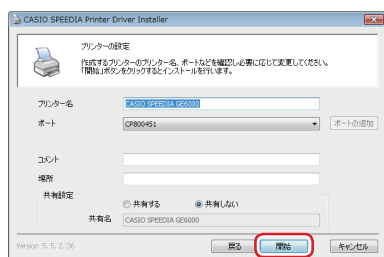 CASIO SPEEDIA Printer Driver Installer
プリンターの設定
作成するプリンターのプリンター名、ポートなどを確認し必要に応じて変更してください。
「開始」ボタンをクリックするとインストールを行います。
プリンター名
CASIO SPEEDIA GE6000
ポート
CP800451
ポートの追加
コメント
場所
共有設定
共有する
共有しない
共有名
CASIO SPEEDIA GE6000
Version 5.5.2.36
戻る
開始
キャンセル